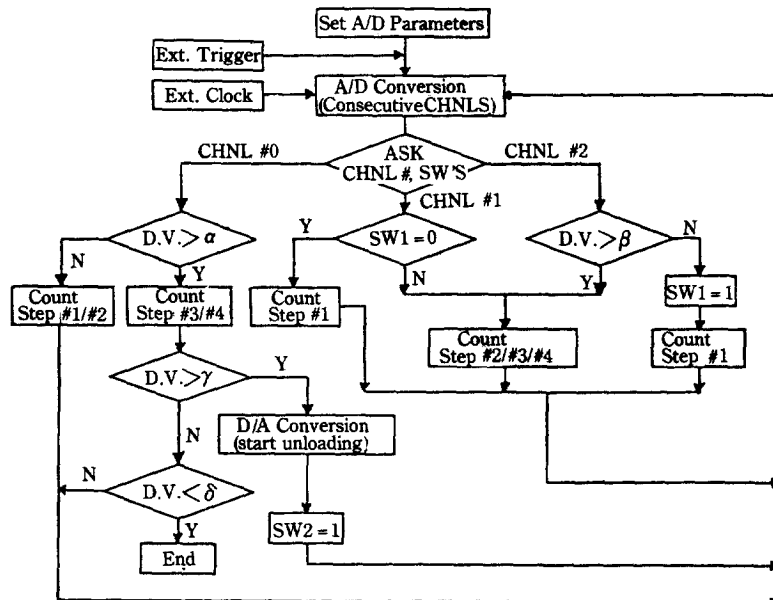 Set A/D Parameters
Ext. Trigger
Ext. Clock
A/D Conversion
(Consecutive CHNLS)
CHNL #0
ASK
CHNL #, SW'S
CHNL #2
CHNL #1
D.V. > α
N
Y
Y
SW1 = 0
N
D.V. > β
N
Y
Count
Step #1/#2
Count
Step #3/#4
Count
Step #1
SW1 = 1
Count
Step #2/#3/#4
Count
Step #1
D.V. > γ
Y
N
D/A Conversion
(start unloading)
N
D.V. < δ
Y
SW2 = 1
End